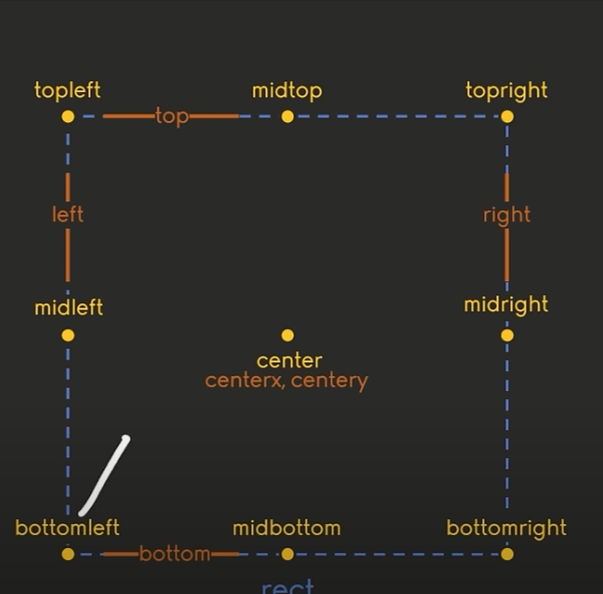 topleft midtop topright
top
left right
midleft midright
center
centerx, centery
bottomleft midbottom bottomright
bottom
rect